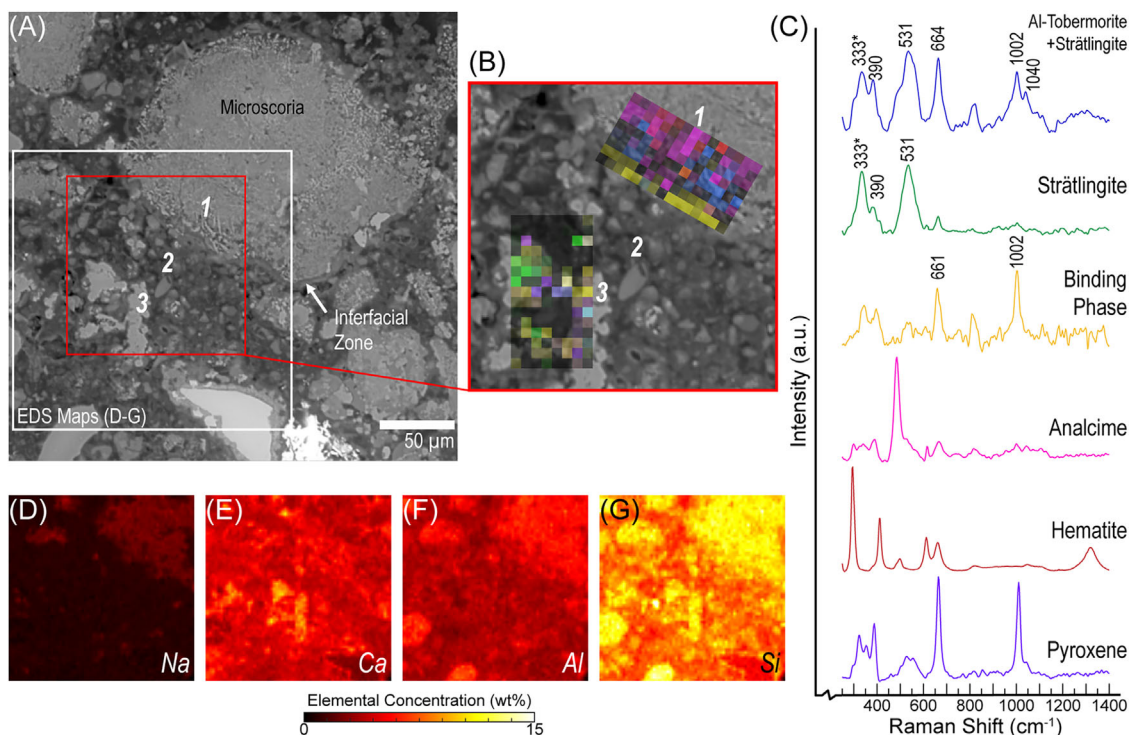 (A)
Microscoria
1
2
3
Interfacial
Zone
EDS Maps (D-G)
50 µm
(B)
1
2
3
(C)
Al-Tobermorite
+Strätlingite
333*
390
531
664
1002
1040
Strätlingite
333*
390
531
Binding
Phase
661
1002
Analcime
Hematite
Pyroxene
Intensity (a.u.)
400 600 800 1000 1200 1400
Raman Shift (cm⁻¹)
(D)
Na
(E)
Ca
(F)
Al
(G)
Si
Elemental Concentration (wt%)
0 15